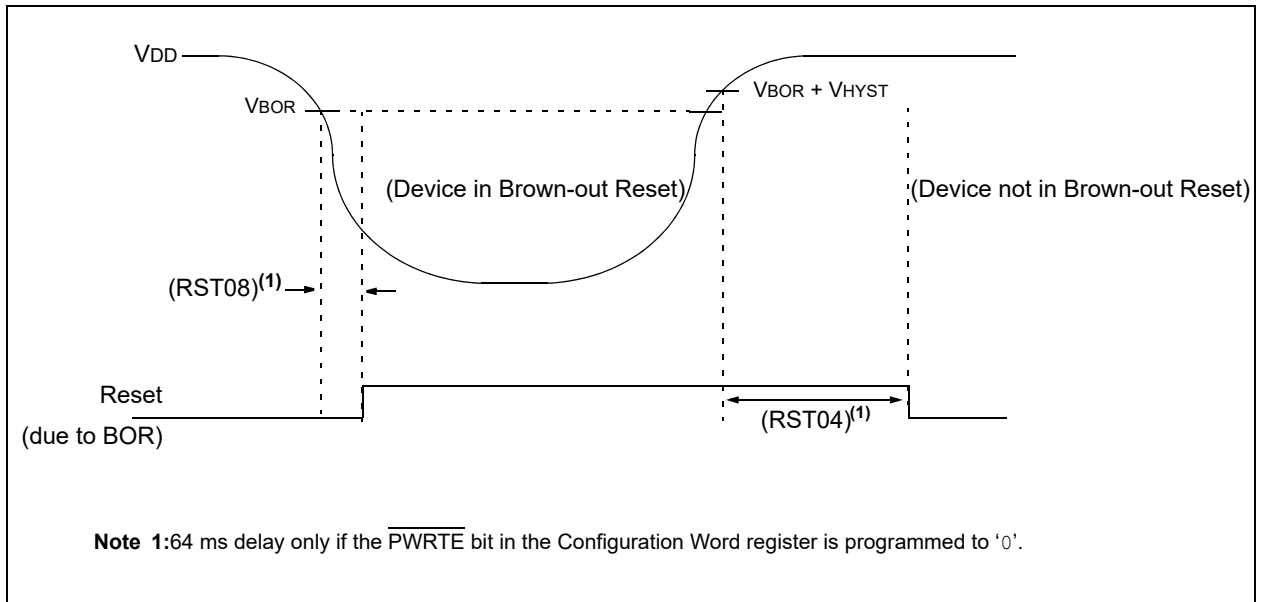 VDD
VBOR
VBOR + VHYST
(Device in Brown-out Reset)
(Device not in Brown-out Reset)
(RST08)(1)
Reset
(due to BOR)
(RST04)(1)
Note 1:64 ms delay only if the PWRTE bit in the Configuration Word register is programmed to ‘0’.